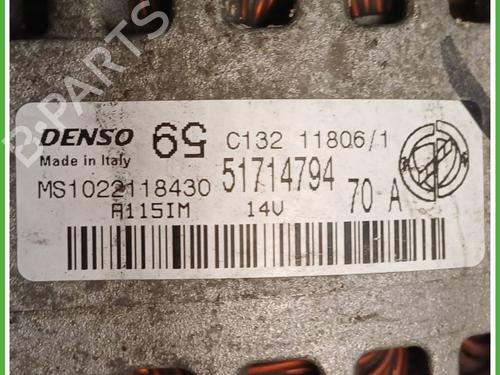 DENSO 59 C132 11806/1
Made in Italy
MS1022118430 51714794 70 A
A115IM 14V
B-PARTS